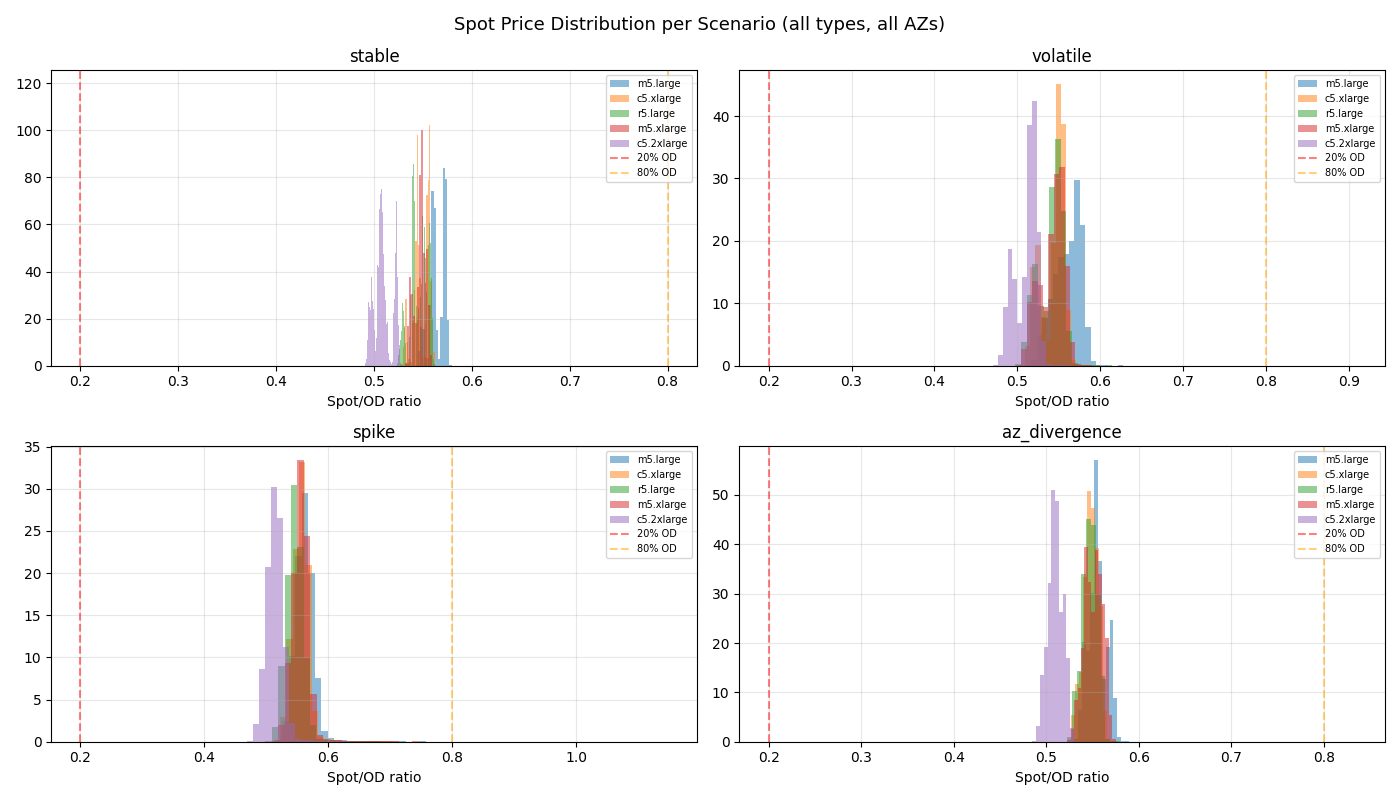 Spot Price Distribution per Scenario (all types, all AZs)
stable
120
100
80
60
40
20
0
0.2 0.3 0.4 0.5 0.6 0.7 0.8
Spot/OD ratio
m5.large
c5.xlarge
r5.large
m5.xlarge
c5.2xlarge
20% OD
80% OD
volatile
40
30
20
10
0
0.2 0.3 0.4 0.5 0.6 0.7 0.8 0.9
Spot/OD ratio
m5.large
c5.xlarge
r5.large
m5.xlarge
c5.2xlarge
20% OD
80% OD
spike
35
30
25
20
15
10
5
0
0.2 0.4 0.6 0.8 1.0
Spot/OD ratio
m5.large
c5.xlarge
r5.large
m5.xlarge
c5.2xlarge
20% OD
80% OD
az_divergence
50
40
30
20
10
0
0.2 0.3 0.4 0.5 0.6 0.7 0.8
Spot/OD ratio
m5.large
c5.xlarge
r5.large
m5.xlarge
c5.2xlarge
20% OD
80% OD